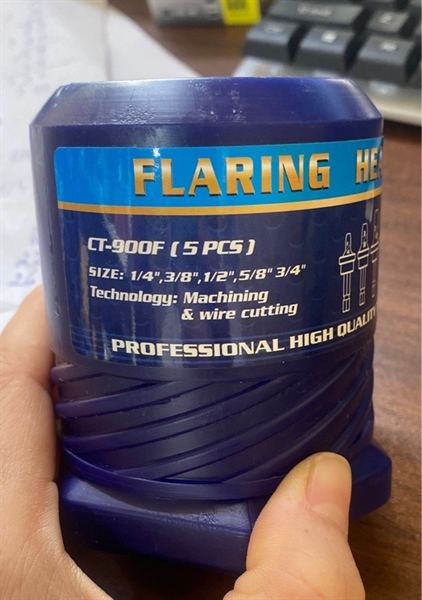 FLARING HE
CT-900F ( 5 PCS )
SIZE: 1/4",3/8",1/2",5/8" 3/4"
Technology: Machining
& wire cutting
PROFESSIONAL HIGH QUALITY